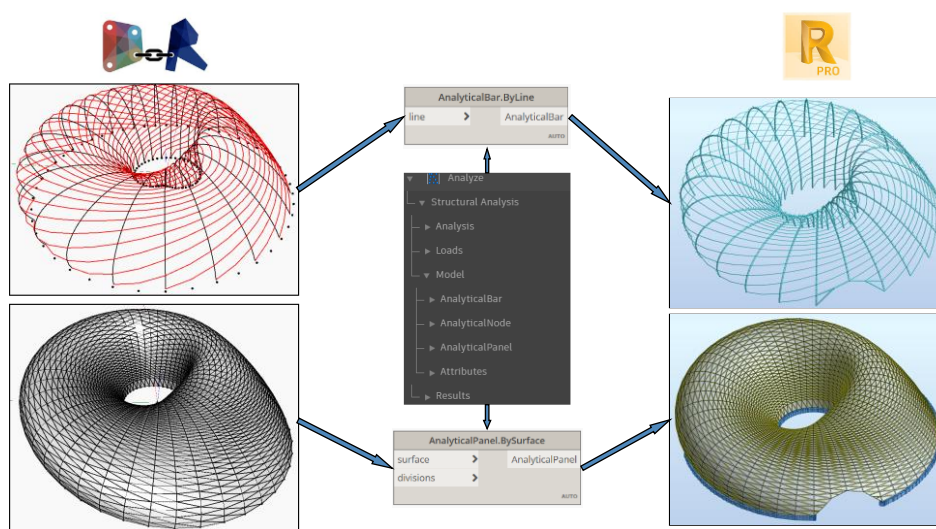 R
PRO
AnalyticalBar.ByLine
line > AnalyticalBar
AUTO
Analyze
Structural Analysis
Analysis
Loads
Model
AnalyticalBar
AnalyticalNode
AnalyticalPanel
Attributes
Results
AnalyticalPanel.BySurface
surface > AnalyticalPanel
divisions >
AUTO